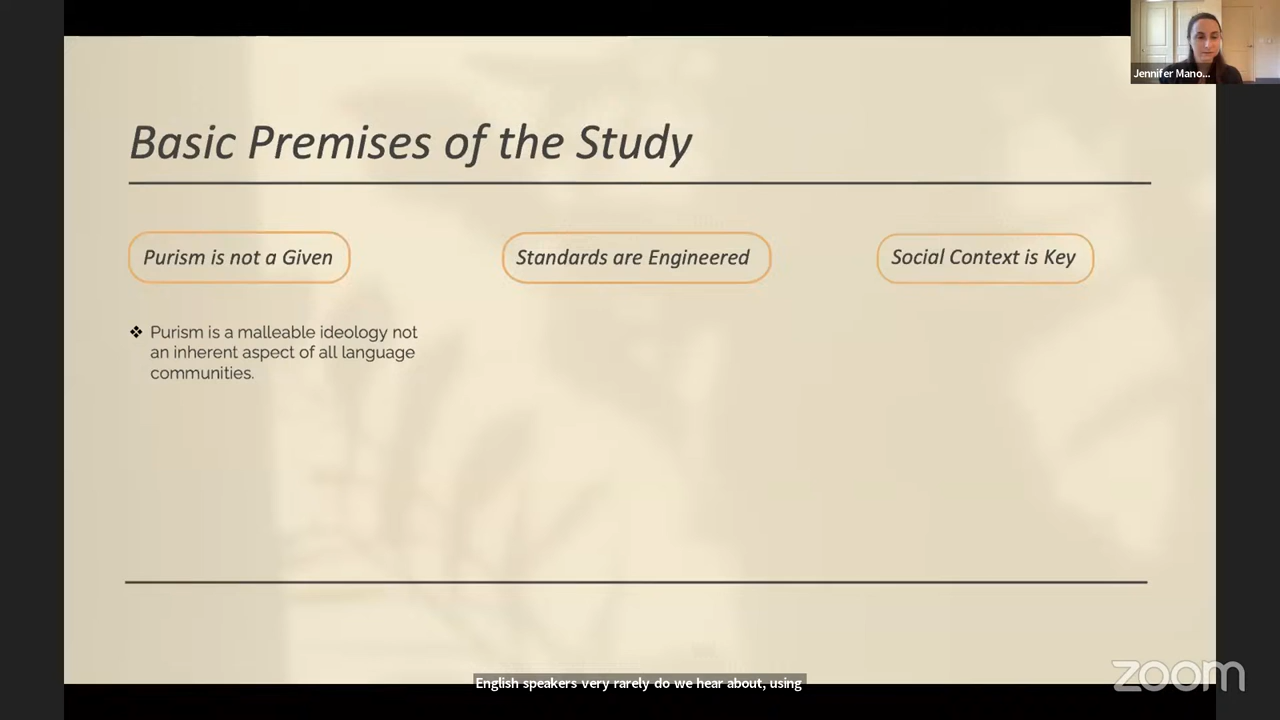 Jennifer Mano...
Basic Premises of the Study
Purism is not a Given
Standards are Engineered
Social Context is Key
❖ Purism is a malleable ideology not
an inherent aspect of all language
communities.
English speakers very rarely do we hear about, using
zoom